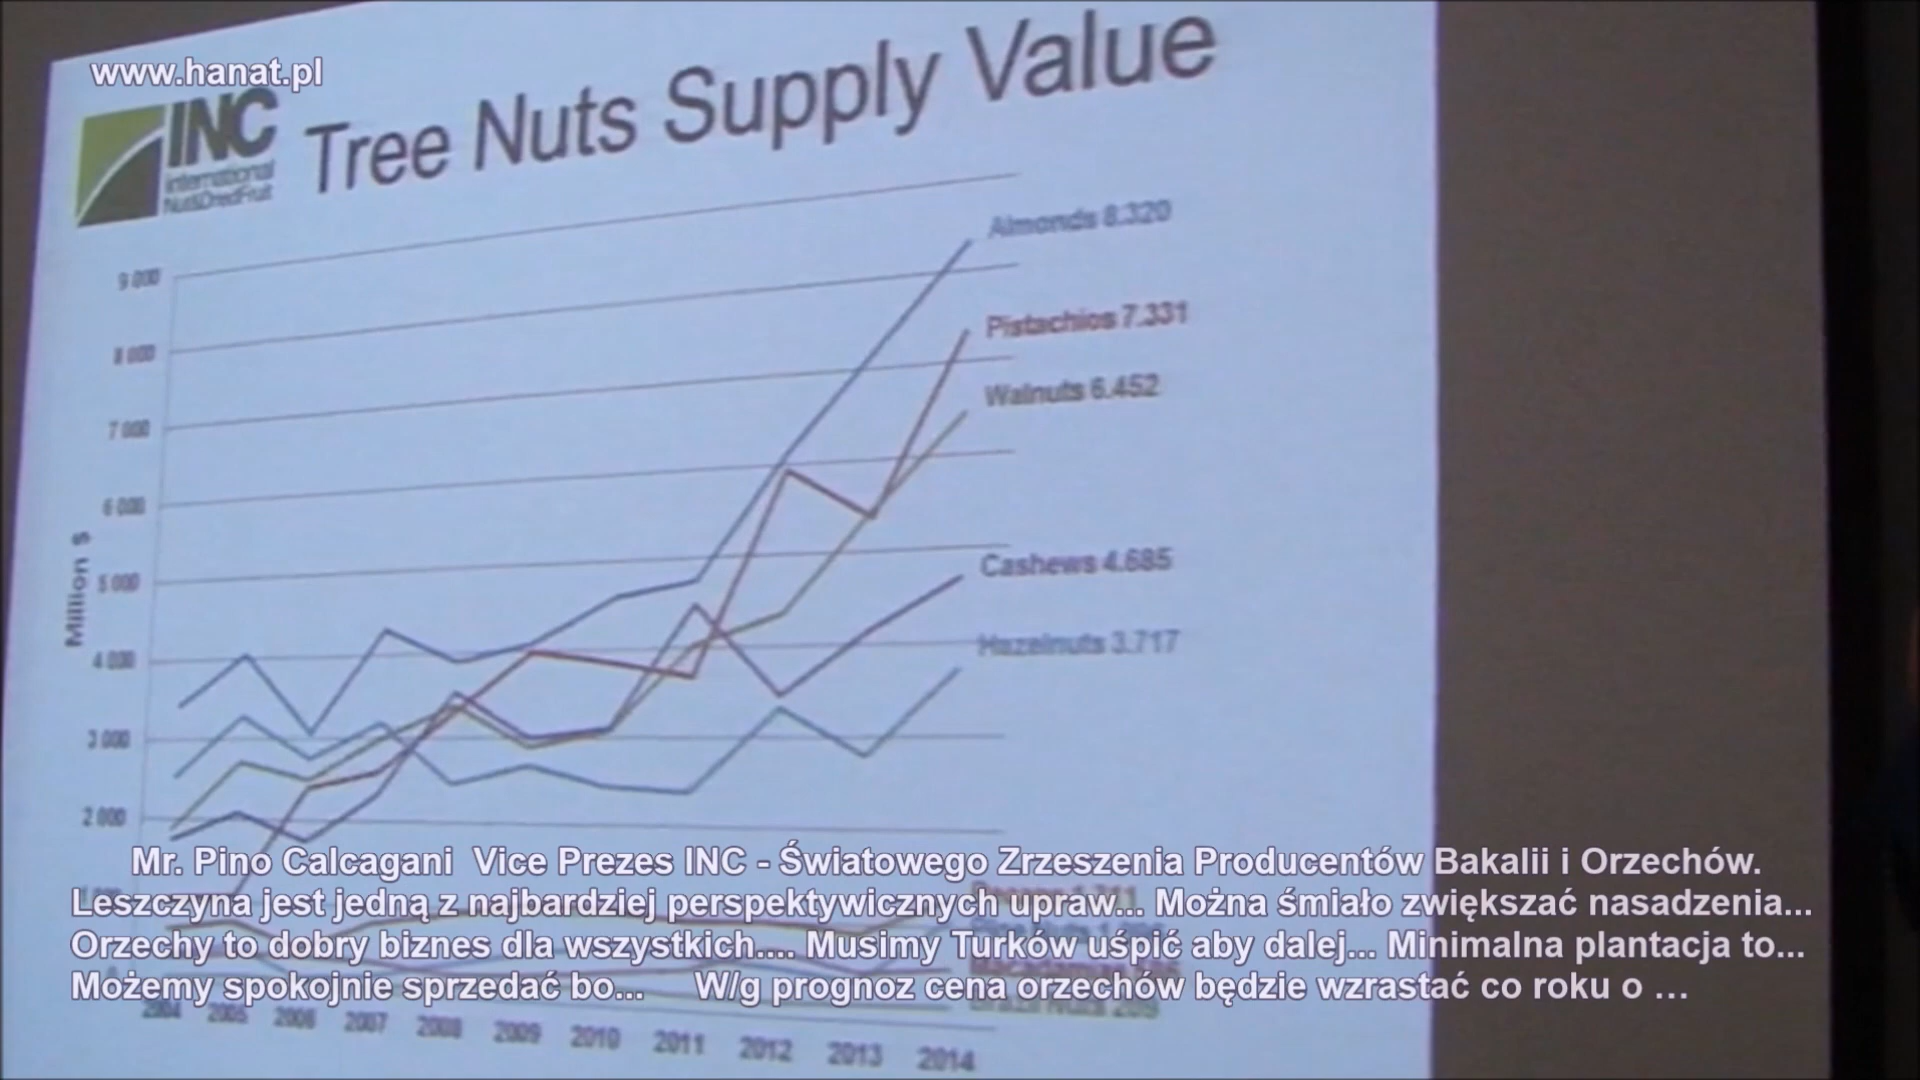 www.hanat.pl
INC
International
Nut&DriedFruit
Tree Nuts Supply Value
Million $
9 000
8 000
7 000
6 000
5 000
4 000
3 000
2 000
Almonds 8.320
Pistachios 7.331
Walnuts 6.452
Cashews 4.685
Hazelnuts 3.717
Mr. Pino Calcagani Vice Prezes INC - Światowego Zrzeszenia Producentów Bakalii i Orzechów.
Leszczyna jest jedną z najbardziej perspektywicznych upraw... Można śmiało zwiększać nasadzenia...
Orzechy to dobry biznes dla wszystkich.... Musimy Turków uśpić aby dalej... Minimalna plantacja to...
Możemy spokojnie sprzedać bo... W/g prognoz cena orzechów będzie wzrastać co roku o ...
2004 2005 2006 2007 2008 2009 2010 2011 2012 2013 2014